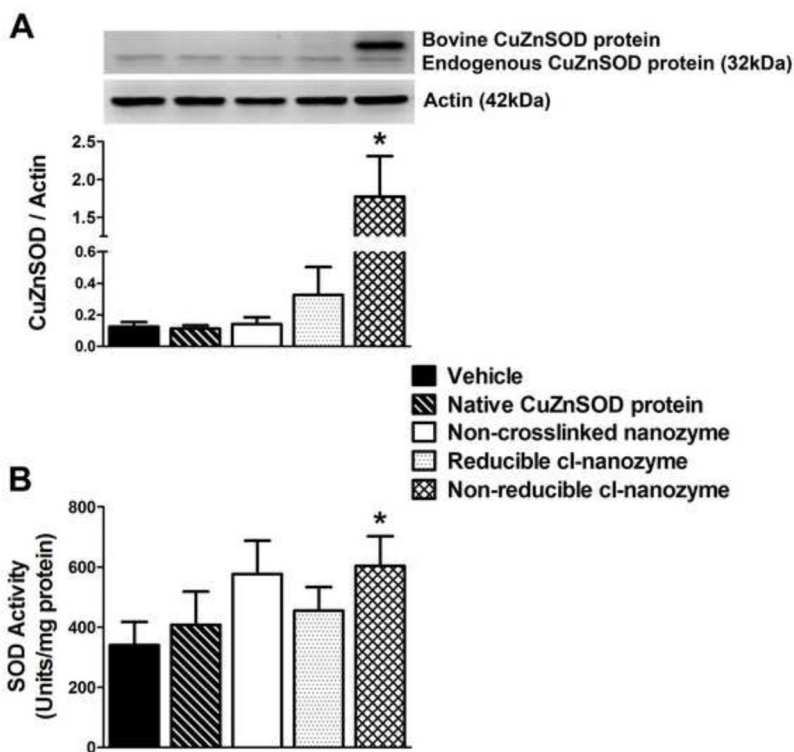 A
Bovine CuZnSOD protein
Endogenous CuZnSOD protein (32kDa)
Actin (42kDa)
CuZnSOD / Actin
2.5
2.0
1.5
0.6
0.4
0.2
0.0
*
Vehicle
Native CuZnSOD protein
Non-crosslinked nanozyme
Reducible cl-nanozyme
Non-reducible cl-nanozyme
B
SOD Activity
(Units/mg protein)
800
600
400
200
0
*